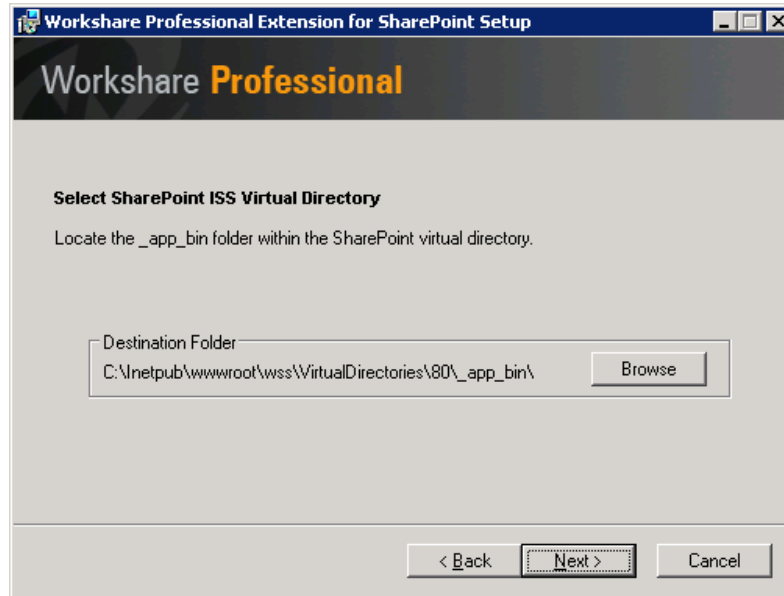 Workshare Professional Extension for SharePoint Setup
Workshare Professional
Select SharePoint ISS Virtual Directory
Locate the _app_bin folder within the SharePoint virtual directory.
Destination Folder
C:\Inetpub\wwwroot\wss\VirtualDirectories\80\_app_bin\ Browse
< Back Next > Cancel